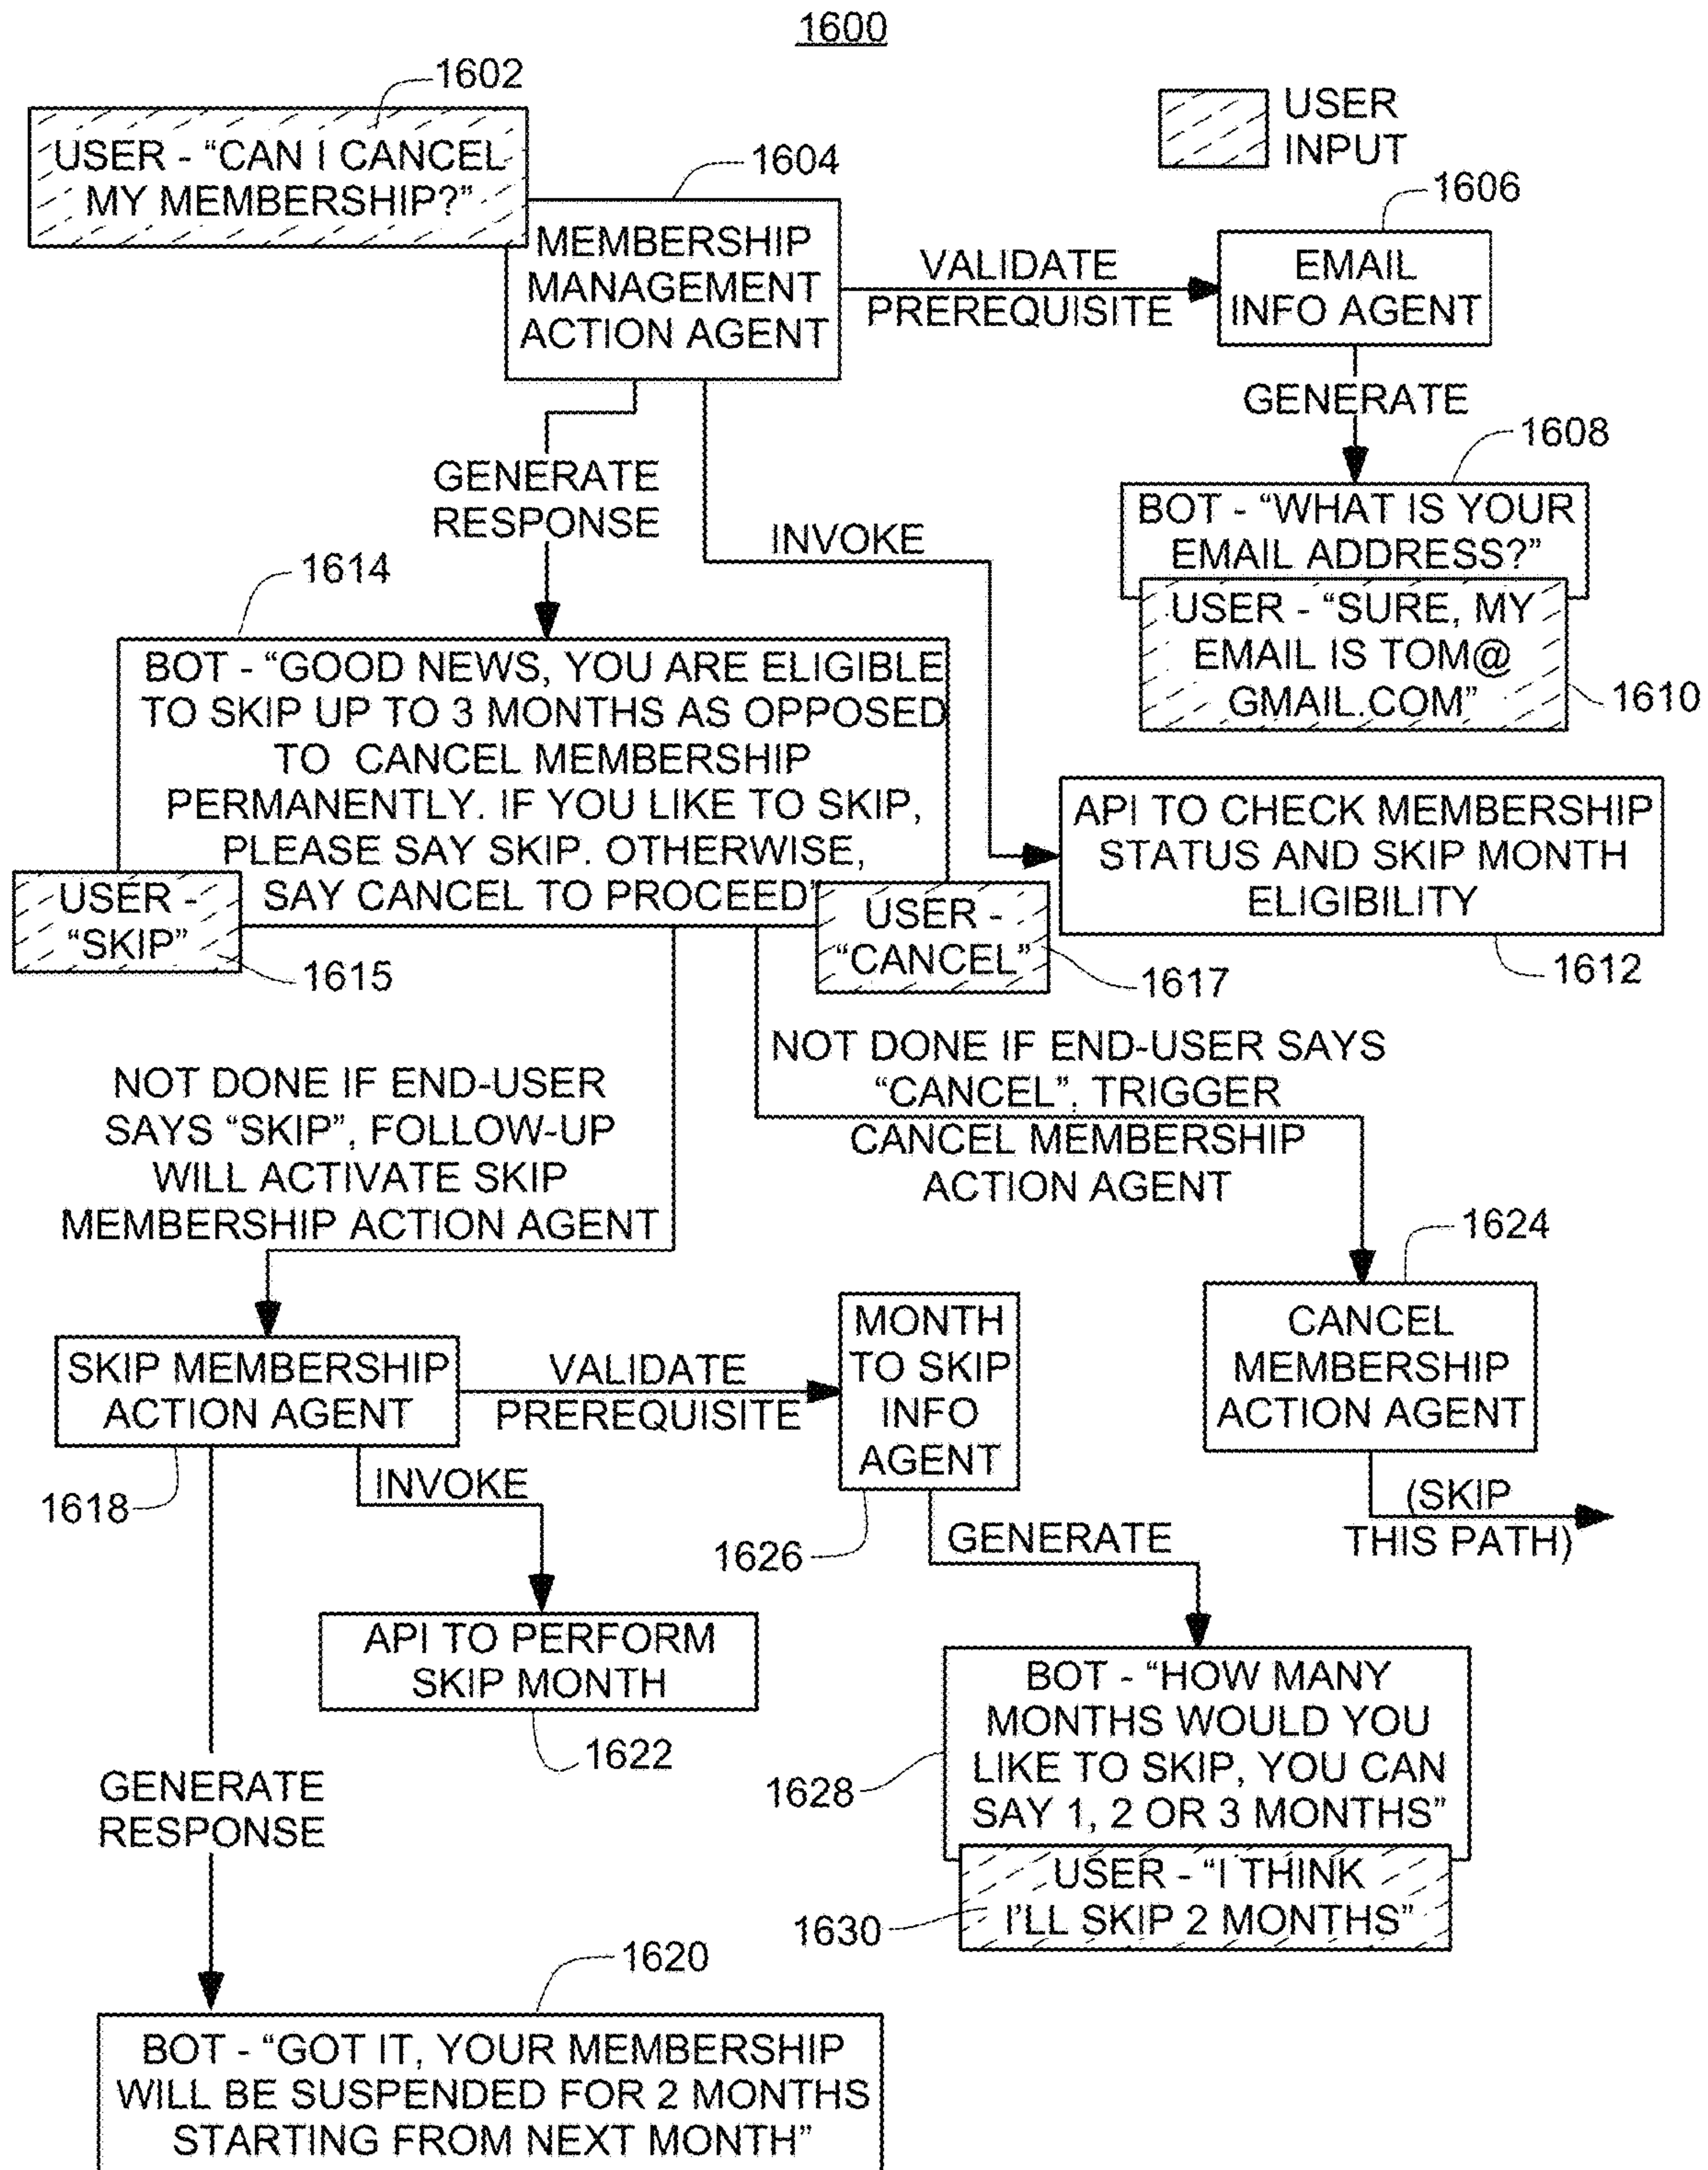 1600
1602
USER - “CAN I CANCEL
MY MEMBERSHIP?”
USER
INPUT
1604
MEMBERSHIP
MANAGEMENT
ACTION AGENT
VALIDATE
PREREQUISITE
1606
EMAIL
INFO AGENT
GENERATE
1608
BOT - “WHAT IS YOUR
EMAIL ADDRESS?”
USER - “SURE, MY
EMAIL IS TOM@
GMAIL.COM”
1610
GENERATE
RESPONSE
INVOKE
1614
BOT - “GOOD NEWS, YOU ARE ELIGIBLE
TO SKIP UP TO 3 MONTHS AS OPPOSED
TO CANCEL MEMBERSHIP
PERMANENTLY. IF YOU LIKE TO SKIP,
PLEASE SAY SKIP. OTHERWISE,
SAY CANCEL TO PROCEED”
API TO CHECK MEMBERSHIP
STATUS AND SKIP MONTH
ELIGIBILITY
1612
USER -
“SKIP”
1615
USER -
“CANCEL”
1617
NOT DONE IF END-USER
SAYS “SKIP”, FOLLOW-UP
WILL ACTIVATE SKIP
MEMBERSHIP ACTION AGENT
NOT DONE IF END-USER SAYS
“CANCEL”, TRIGGER
CANCEL MEMBERSHIP
ACTION AGENT
1624
CANCEL
MEMBERSHIP
ACTION AGENT
(SKIP
THIS PATH)
SKIP MEMBERSHIP
ACTION AGENT
1618
VALIDATE
PREREQUISITE
MONTH
TO SKIP
INFO
AGENT
1626
INVOKE
API TO PERFORM
SKIP MONTH
1622
GENERATE
BOT - “HOW MANY
MONTHS WOULD YOU
LIKE TO SKIP, YOU CAN
SAY 1, 2 OR 3 MONTHS”
1628
USER - “I THINK
I’LL SKIP 2 MONTHS”
1630
GENERATE
RESPONSE
1620
BOT - “GOT IT, YOUR MEMBERSHIP
WILL BE SUSPENDED FOR 2 MONTHS
STARTING FROM NEXT MONTH”